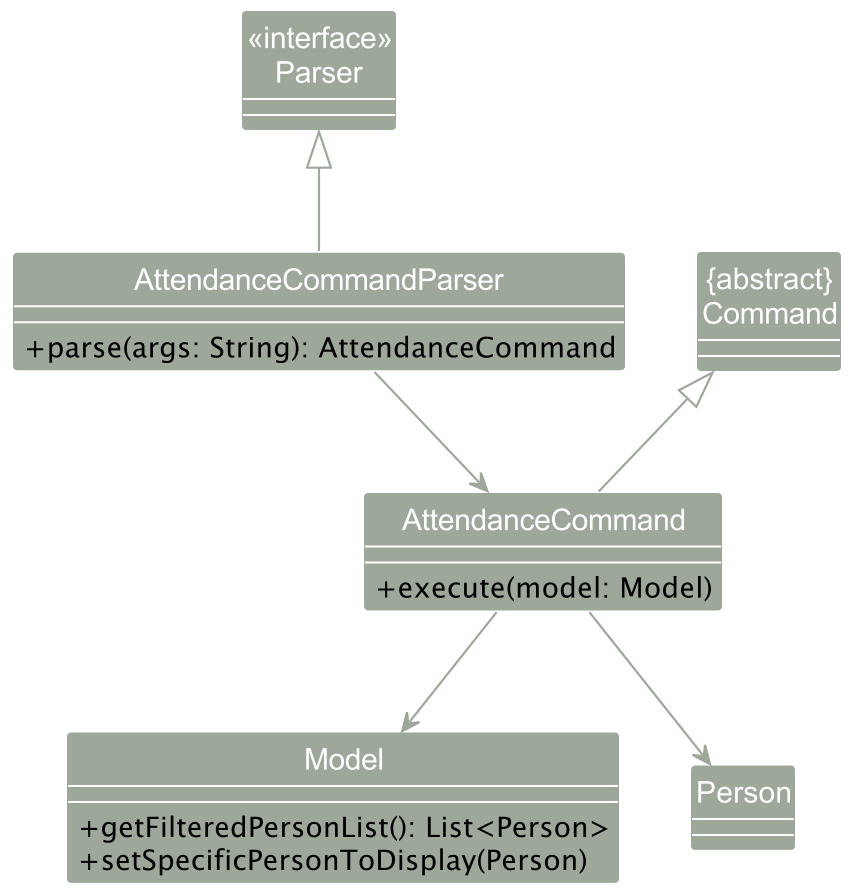 «interface»
Parser
AttendanceCommandParser
+parse(args: String): AttendanceCommand
{abstract}
Command
AttendanceCommand
+execute(model: Model)
Model
+getFilteredPersonList(): List<Person>
+setSpecificPersonToDisplay(Person)
Person